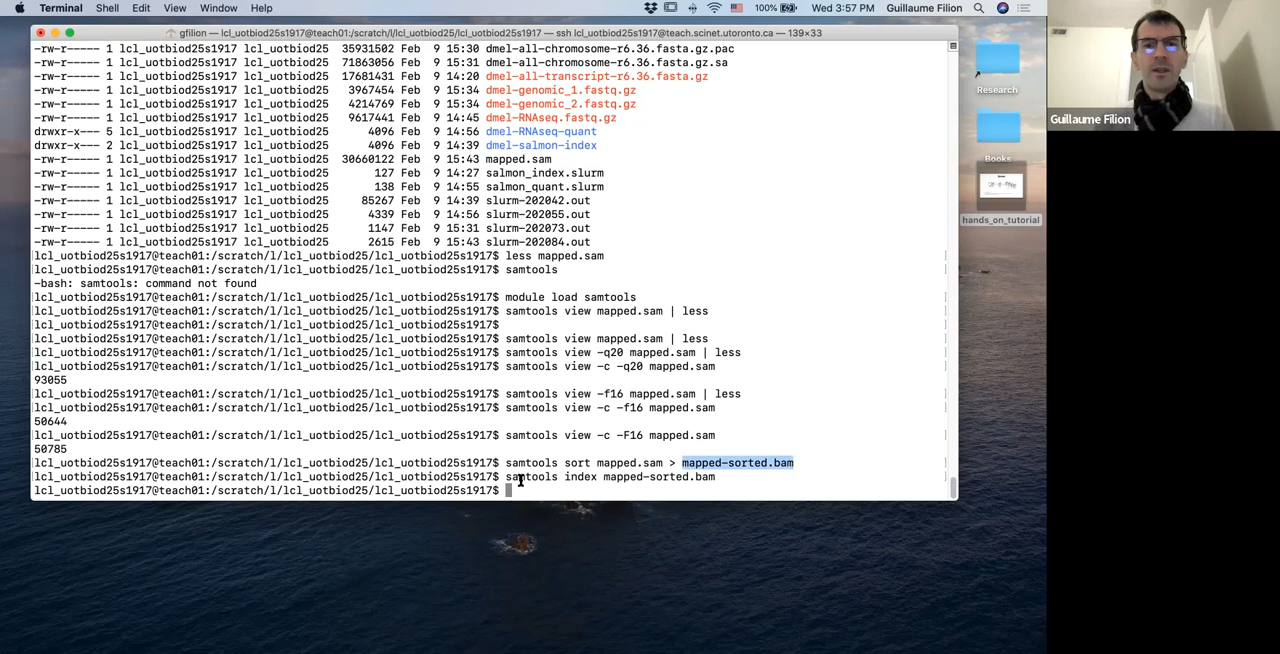 Terminal Shell Edit View Window Help 100% Wed 3:57 PM Guillaume Filion
gfilion — lcl_uotbiod25s1917@teach01:/scratch/l/lcl_uotbiod25/lcl_uotbiod25s1917 — ssh lcl_uotbiod25s1917@teach.scinet.utoronto.ca — 139×33
-rw-r----- 1 lcl_uotbiod25s1917 lcl_uotbiod25 35931502 Feb 9 15:30 dmel-all-chromosome-r6.36.fasta.gz.pac
-rw-r----- 1 lcl_uotbiod25s1917 lcl_uotbiod25 71863056 Feb 9 15:31 dmel-all-chromosome-r6.36.fasta.gz.sa
-rw-r----- 1 lcl_uotbiod25s1917 lcl_uotbiod25 17681431 Feb 9 14:20 dmel-all-transcript-r6.36.fasta.gz
-rw-r----- 1 lcl_uotbiod25s1917 lcl_uotbiod25 3967454 Feb 9 15:34 dmel-genomic_1.fastq.gz
-rw-r----- 1 lcl_uotbiod25s1917 lcl_uotbiod25 4214769 Feb 9 15:34 dmel-genomic_2.fastq.gz
-rw-r----- 1 lcl_uotbiod25s1917 lcl_uotbiod25 9617441 Feb 9 14:45 dmel-RNAseq.fastq.gz
drwxr-x--- 5 lcl_uotbiod25s1917 lcl_uotbiod25 4096 Feb 9 14:56 dmel-RNAseq-quant
drwxr-x--- 2 lcl_uotbiod25s1917 lcl_uotbiod25 4096 Feb 9 14:39 dmel-salmon-index
-rw-r----- 1 lcl_uotbiod25s1917 lcl_uotbiod25 30660122 Feb 9 15:43 mapped.sam
-rw-r----- 1 lcl_uotbiod25s1917 lcl_uotbiod25 127 Feb 9 14:27 salmon_index.slurm
-rw-r----- 1 lcl_uotbiod25s1917 lcl_uotbiod25 138 Feb 9 14:55 salmon_quant.slurm
-rw-r----- 1 lcl_uotbiod25s1917 lcl_uotbiod25 85267 Feb 9 14:39 slurm-202042.out
-rw-r----- 1 lcl_uotbiod25s1917 lcl_uotbiod25 4339 Feb 9 14:56 slurm-202055.out
-rw-r----- 1 lcl_uotbiod25s1917 lcl_uotbiod25 1147 Feb 9 15:31 slurm-202073.out
-rw-r----- 1 lcl_uotbiod25s1917 lcl_uotbiod25 2615 Feb 9 15:43 slurm-202084.out
lcl_uotbiod25s1917@teach01:/scratch/l/lcl_uotbiod25/lcl_uotbiod25s1917$ less mapped.sam
lcl_uotbiod25s1917@teach01:/scratch/l/lcl_uotbiod25/lcl_uotbiod25s1917$ samtools
-bash: samtools: command not found
lcl_uotbiod25s1917@teach01:/scratch/l/lcl_uotbiod25/lcl_uotbiod25s1917$ module load samtools
lcl_uotbiod25s1917@teach01:/scratch/l/lcl_uotbiod25/lcl_uotbiod25s1917$ samtools view mapped.sam | less
lcl_uotbiod25s1917@teach01:/scratch/l/lcl_uotbiod25/lcl_uotbiod25s1917$
lcl_uotbiod25s1917@teach01:/scratch/l/lcl_uotbiod25/lcl_uotbiod25s1917$ samtools view mapped.sam | less
lcl_uotbiod25s1917@teach01:/scratch/l/lcl_uotbiod25/lcl_uotbiod25s1917$ samtools view -q20 mapped.sam | less
lcl_uotbiod25s1917@teach01:/scratch/l/lcl_uotbiod25/lcl_uotbiod25s1917$ samtools view -c -q20 mapped.sam
93055
lcl_uotbiod25s1917@teach01:/scratch/l/lcl_uotbiod25/lcl_uotbiod25s1917$ samtools view -f16 mapped.sam | less
lcl_uotbiod25s1917@teach01:/scratch/l/lcl_uotbiod25/lcl_uotbiod25s1917$ samtools view -c -f16 mapped.sam
50644
lcl_uotbiod25s1917@teach01:/scratch/l/lcl_uotbiod25/lcl_uotbiod25s1917$ samtools view -c -F16 mapped.sam
50785
lcl_uotbiod25s1917@teach01:/scratch/l/lcl_uotbiod25/lcl_uotbiod25s1917$ samtools sort mapped.sam > mapped-sorted.bam
lcl_uotbiod25s1917@teach01:/scratch/l/lcl_uotbiod25/lcl_uotbiod25s1917$ samtools index mapped-sorted.bam
lcl_uotbiod25s1917@teach01:/scratch/l/lcl_uotbiod25/lcl_uotbiod25s1917$
Research
Books
hands_on_tutorial
Guillaume Filion